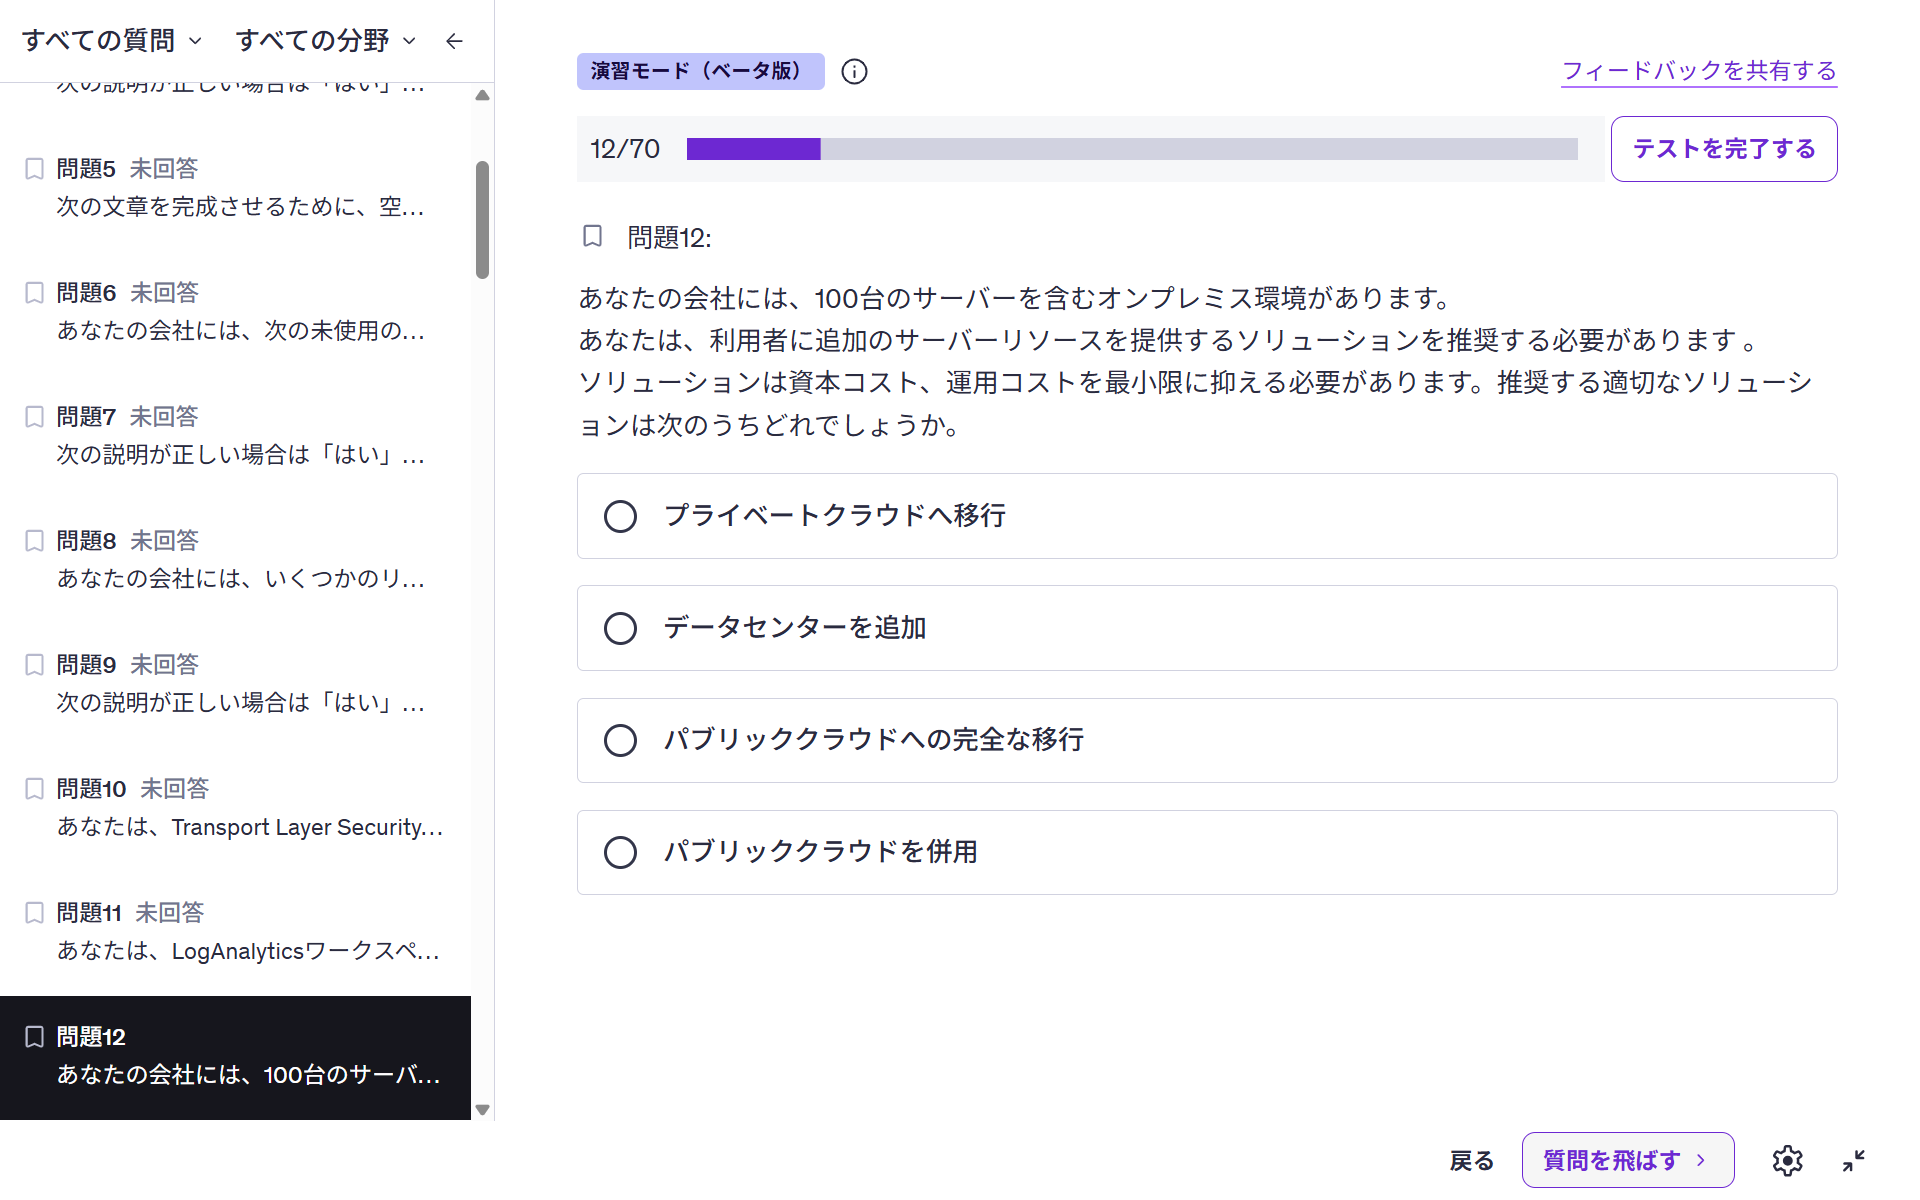 すべての質問
すべての分野
次の説明が正しい場合は「はい」...
問題5 未回答
次の文章を完成させるために、空...
問題6 未回答
あなたの会社には、次の未使用の...
問題7 未回答
次の説明が正しい場合は「はい」...
問題8 未回答
あなたの会社には、いくつかのリ...
問題9 未回答
次の説明が正しい場合は「はい」...
問題10 未回答
あなたは、Transport Layer Security...
問題11 未回答
あなたは、LogAnalyticsワークスペ...
問題12
あなたの会社には、100台のサーバ...
演習モード（ベータ版）
フィードバックを共有する
12/70
テストを完了する
問題12:
あなたの会社には、100台のサーバーを含むオンプレミス環境があります。
あなたは、利用者に追加のサーバーリソースを提供するソリューションを推奨する必要があります 。
ソリューションは資本コスト、運用コストを最小限に抑える必要があります。推奨する適切なソリューシ
ョンは次のうちどれでしょうか。
プライベートクラウドへ移行
データセンターを追加
パブリッククラウドへの完全な移行
パブリッククラウドを併用
戻る
質問を飛ばす